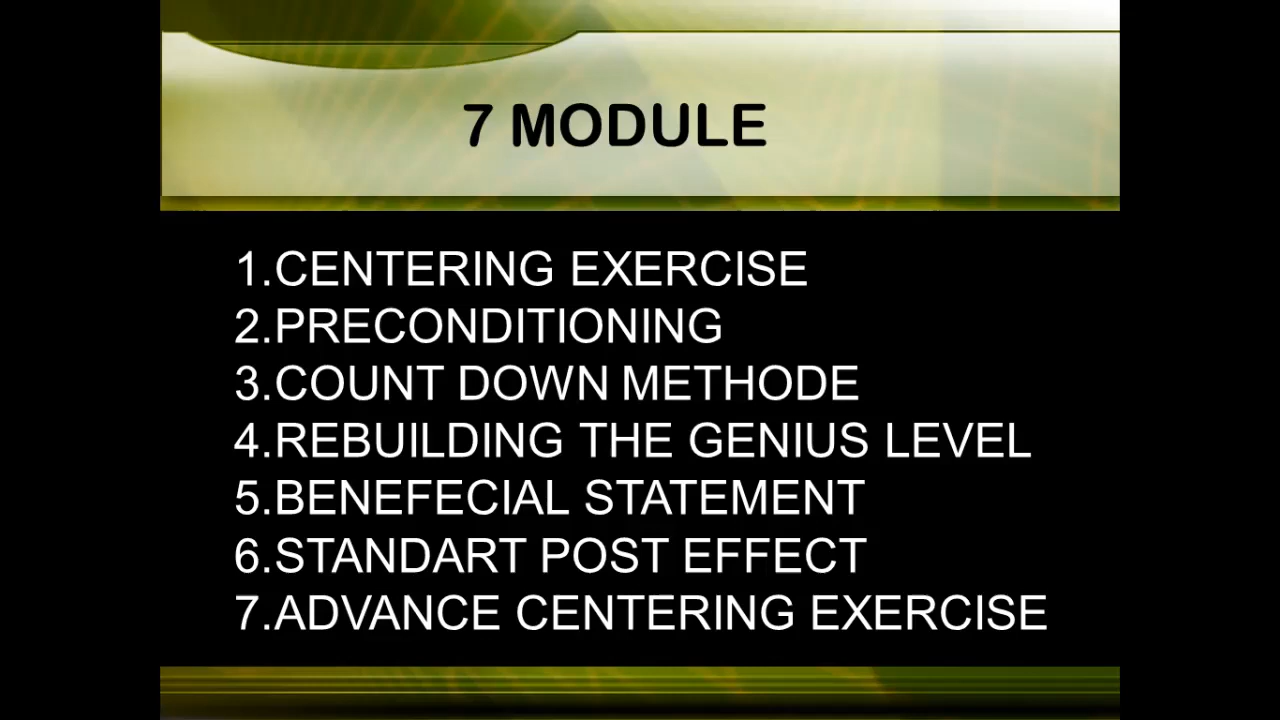 7 MODULE
1.CENTERING EXERCISE
2.PRECONDITIONING
3.COUNT DOWN METHODE
4.REBUILDING THE GENIUS LEVEL
5.BENEFECIAL STATEMENT
6.STANDART POST EFFECT
7.ADVANCE CENTERING EXERCISE